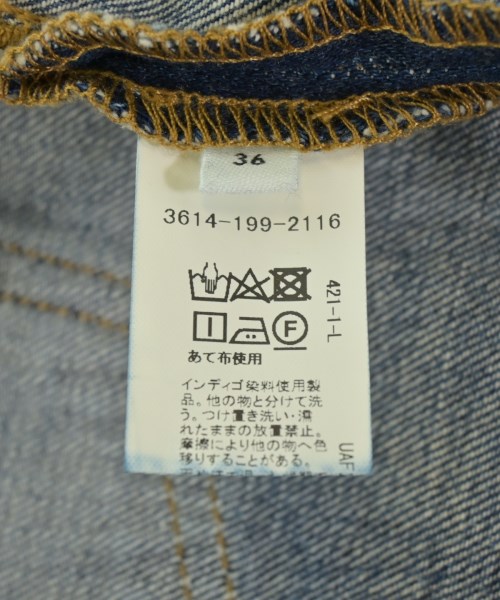 36
3614-199-2116
421-1-L
F
あて布使用
インディゴ染料使用製
品。他の物と分けて洗
う。つけ置き洗い・濡
れたままの放置禁止。
摩擦により他の物へ色
移りすることがある。
UAF